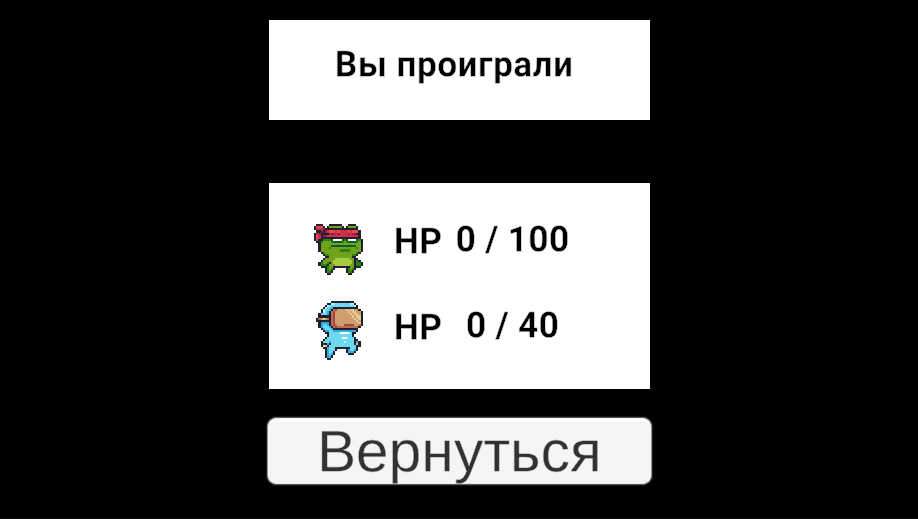 Вы проиграли
HP 0 / 100
HP 0 / 40
Вернуться